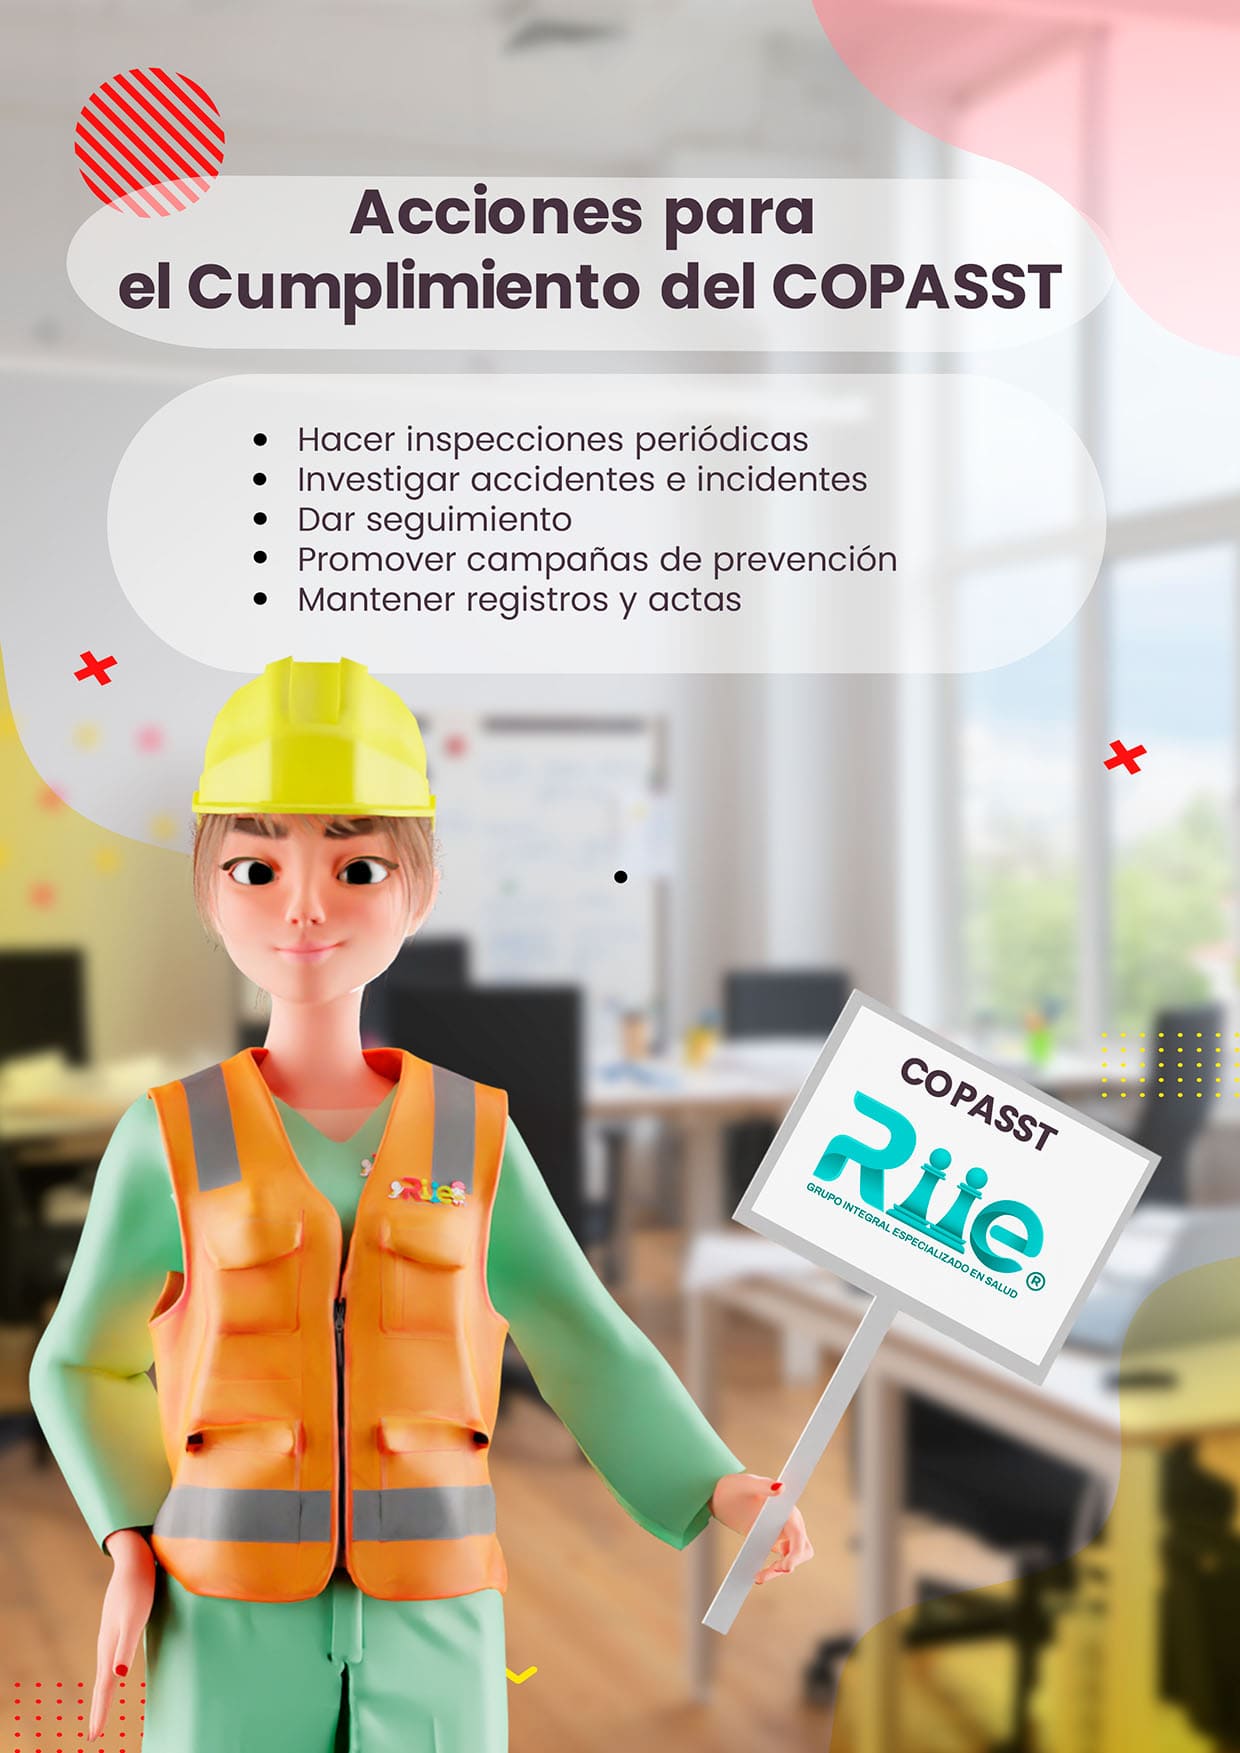 Acciones para
el Cumplimiento del COPASST
• Hacer inspecciones periódicas
• Investigar accidentes e incidentes
• Dar seguimiento
• Promover campañas de prevención
• Mantener registros y actas
•
Riie
COPASST
Riie
GRUPO INTEGRAL ESPECIALIZADO EN SALUD
®